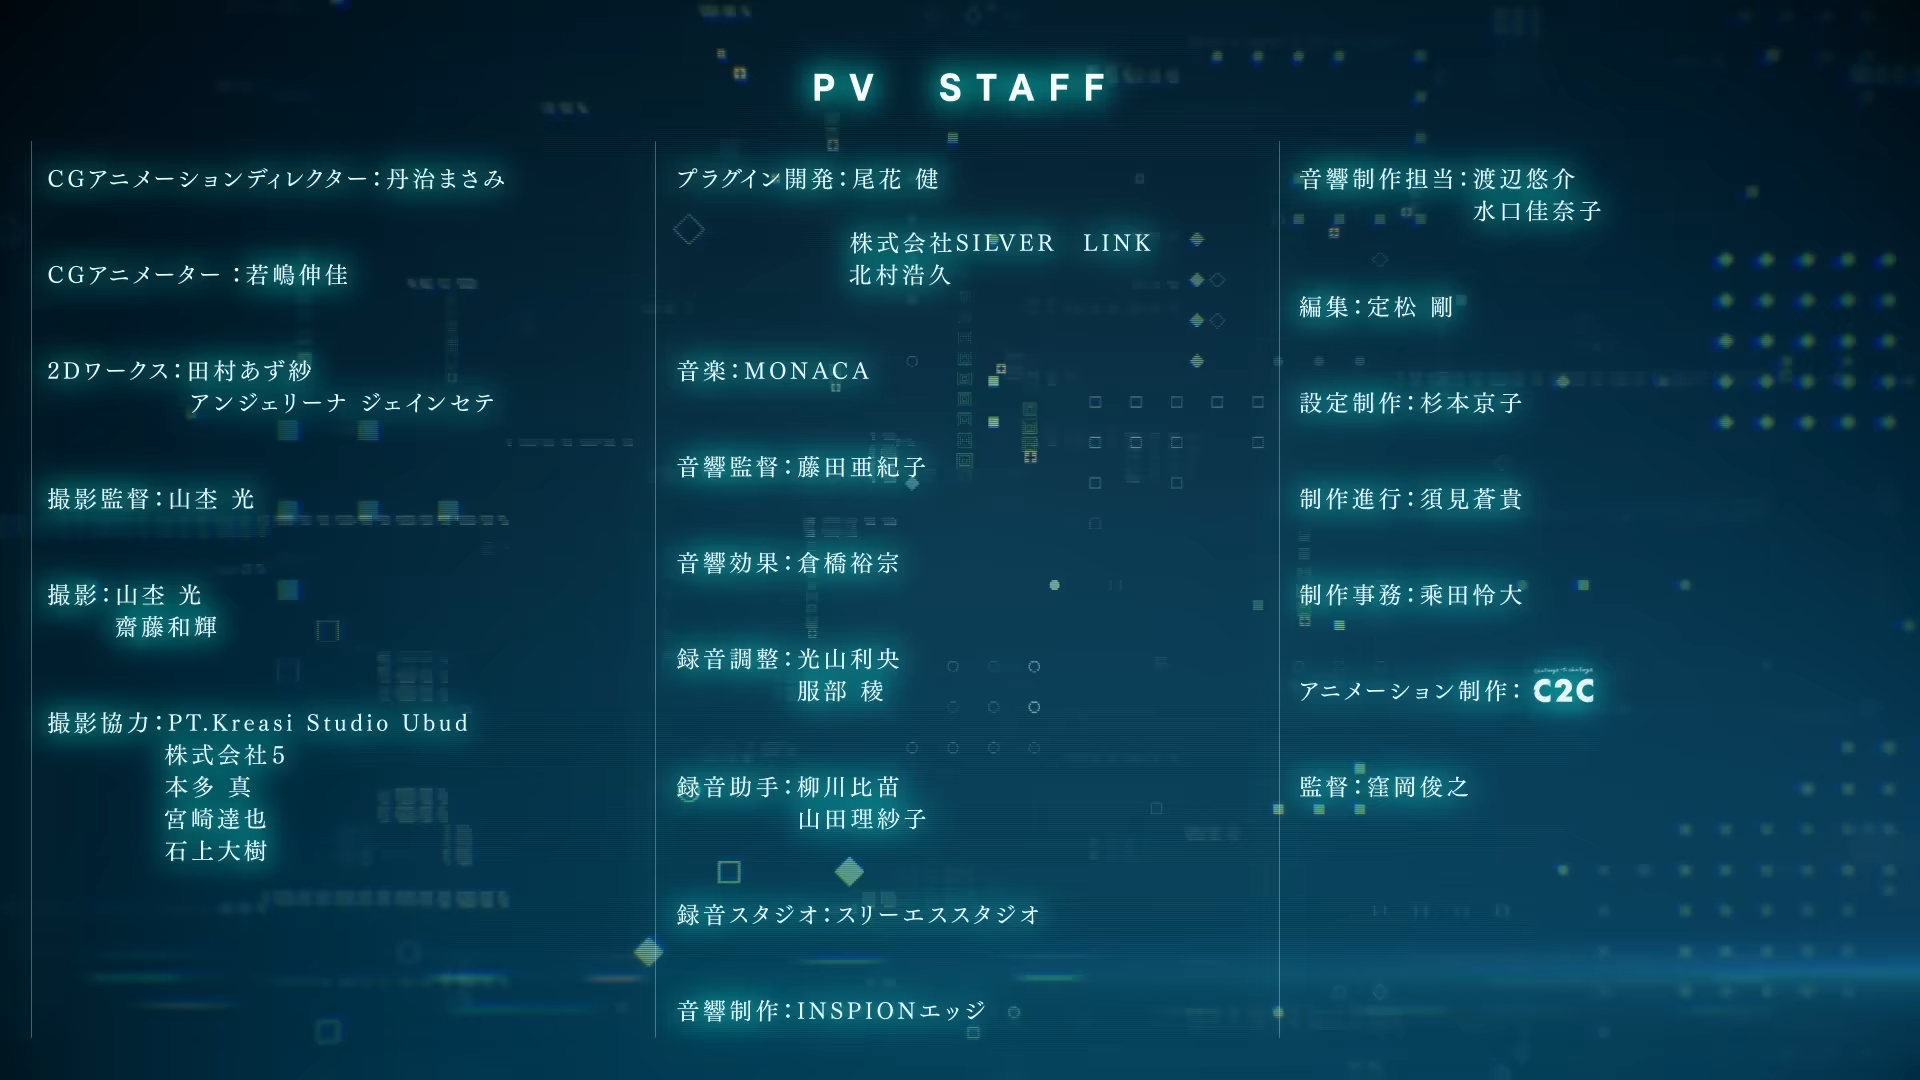 PV STAFF
CGアニメーションディレクター:丹治まさみ
CGアニメーター :若嶋伸佳
2Dワークス:田村あず紗
アンジェリーナ ジェインセテ
撮影監督:山杢 光
撮影:山杢 光
齋藤和輝
撮影協力:PT.Kreasi Studio Ubud
株式会社5
本多 真
宮崎達也
石上大樹
プラグイン開発:尾花 健
株式会社SILVER LINK
北村浩久
音楽:MONACA
音響監督:藤田亜紀子
音響効果:倉橋裕宗
録音調整:光山利央
服部 稜
録音助手:柳川比苗
山田理紗子
録音スタジオ:スリーエススタジオ
音響制作:INSPIONエッジ
音響制作担当:渡辺悠介
水口佳奈子
編集:定松 剛
設定制作:杉本京子
制作進行:須見蒼貴
制作事務:乗田怜大
アニメーション制作: C2C
監督:窪岡俊之